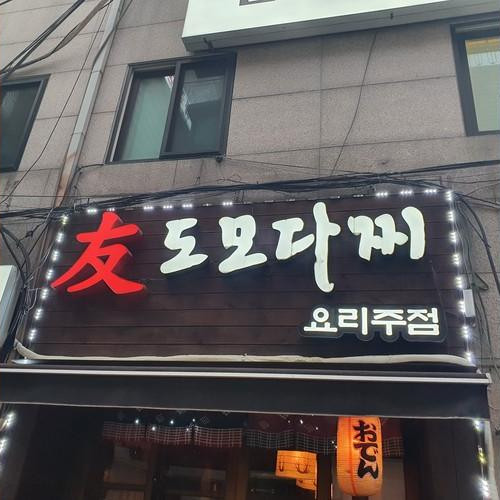 友 도모다찌
요리주점
おでん